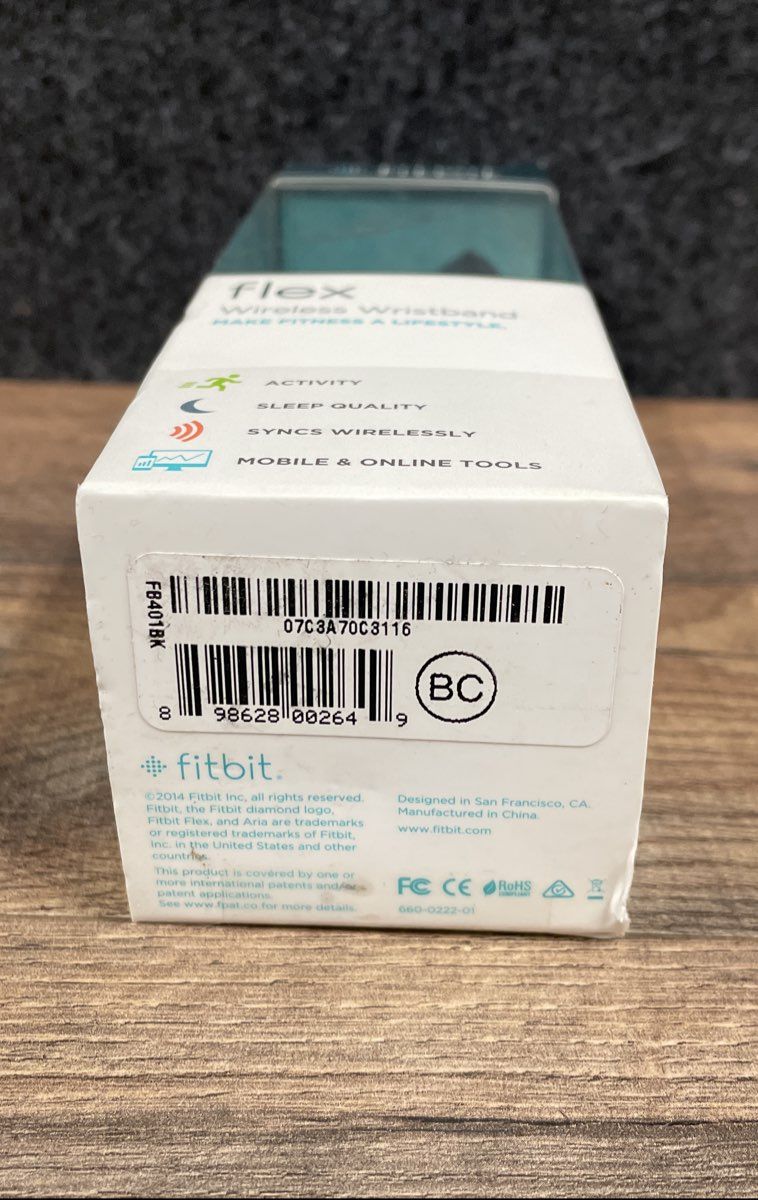 flex
Wireless Wristband
MAKE FITNESS A LIFESTYLE.
ACTIVITY
SLEEP QUALITY
SYNCS WIRELESSLY
MOBILE & ONLINE TOOLS
FB401BK
07C3A70C3116
8 98628 00264 9
BC
fitbit.
©2014 Fitbit Inc, all rights reserved.
Fitbit, the Fitbit diamond logo,
Fitbit Flex, and Aria are trademarks
or registered trademarks of Fitbit,
Inc. in the United States and other
countries.
This product is covered by one or
more international patents and/or
patent applications.
See www.fpat.co for more details.
Designed in San Francisco, CA.
Manufactured in China.
www.fitbit.com
FC CE RoHS
COMPLIANT
660-0222-01